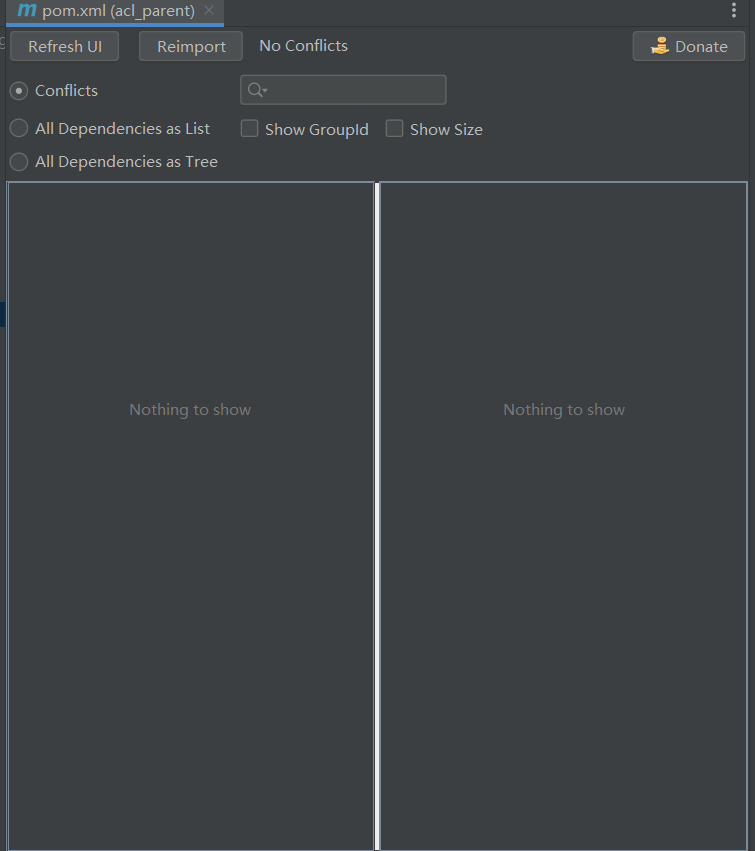 m pom.xml (acl_parent)
Refresh UI Reimport No Conflicts Donate
Conflicts
All Dependencies as List Show GroupId Show Size
All Dependencies as Tree
Nothing to show Nothing to show